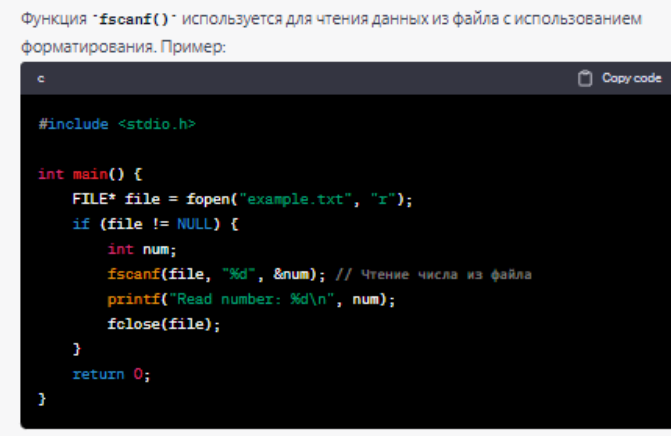 Функция `fscanf()` используется для чтения данных из файла с использованием
форматирования. Пример:
c Copy code
#include <stdio.h>
int main() {
    FILE* file = fopen("example.txt", "r");
    if (file != NULL) {
        int num;
        fscanf(file, "%d", &num); // Чтение числа из файла
        printf("Read number: %d\n", num);
        fclose(file);
    }
    return 0;
}